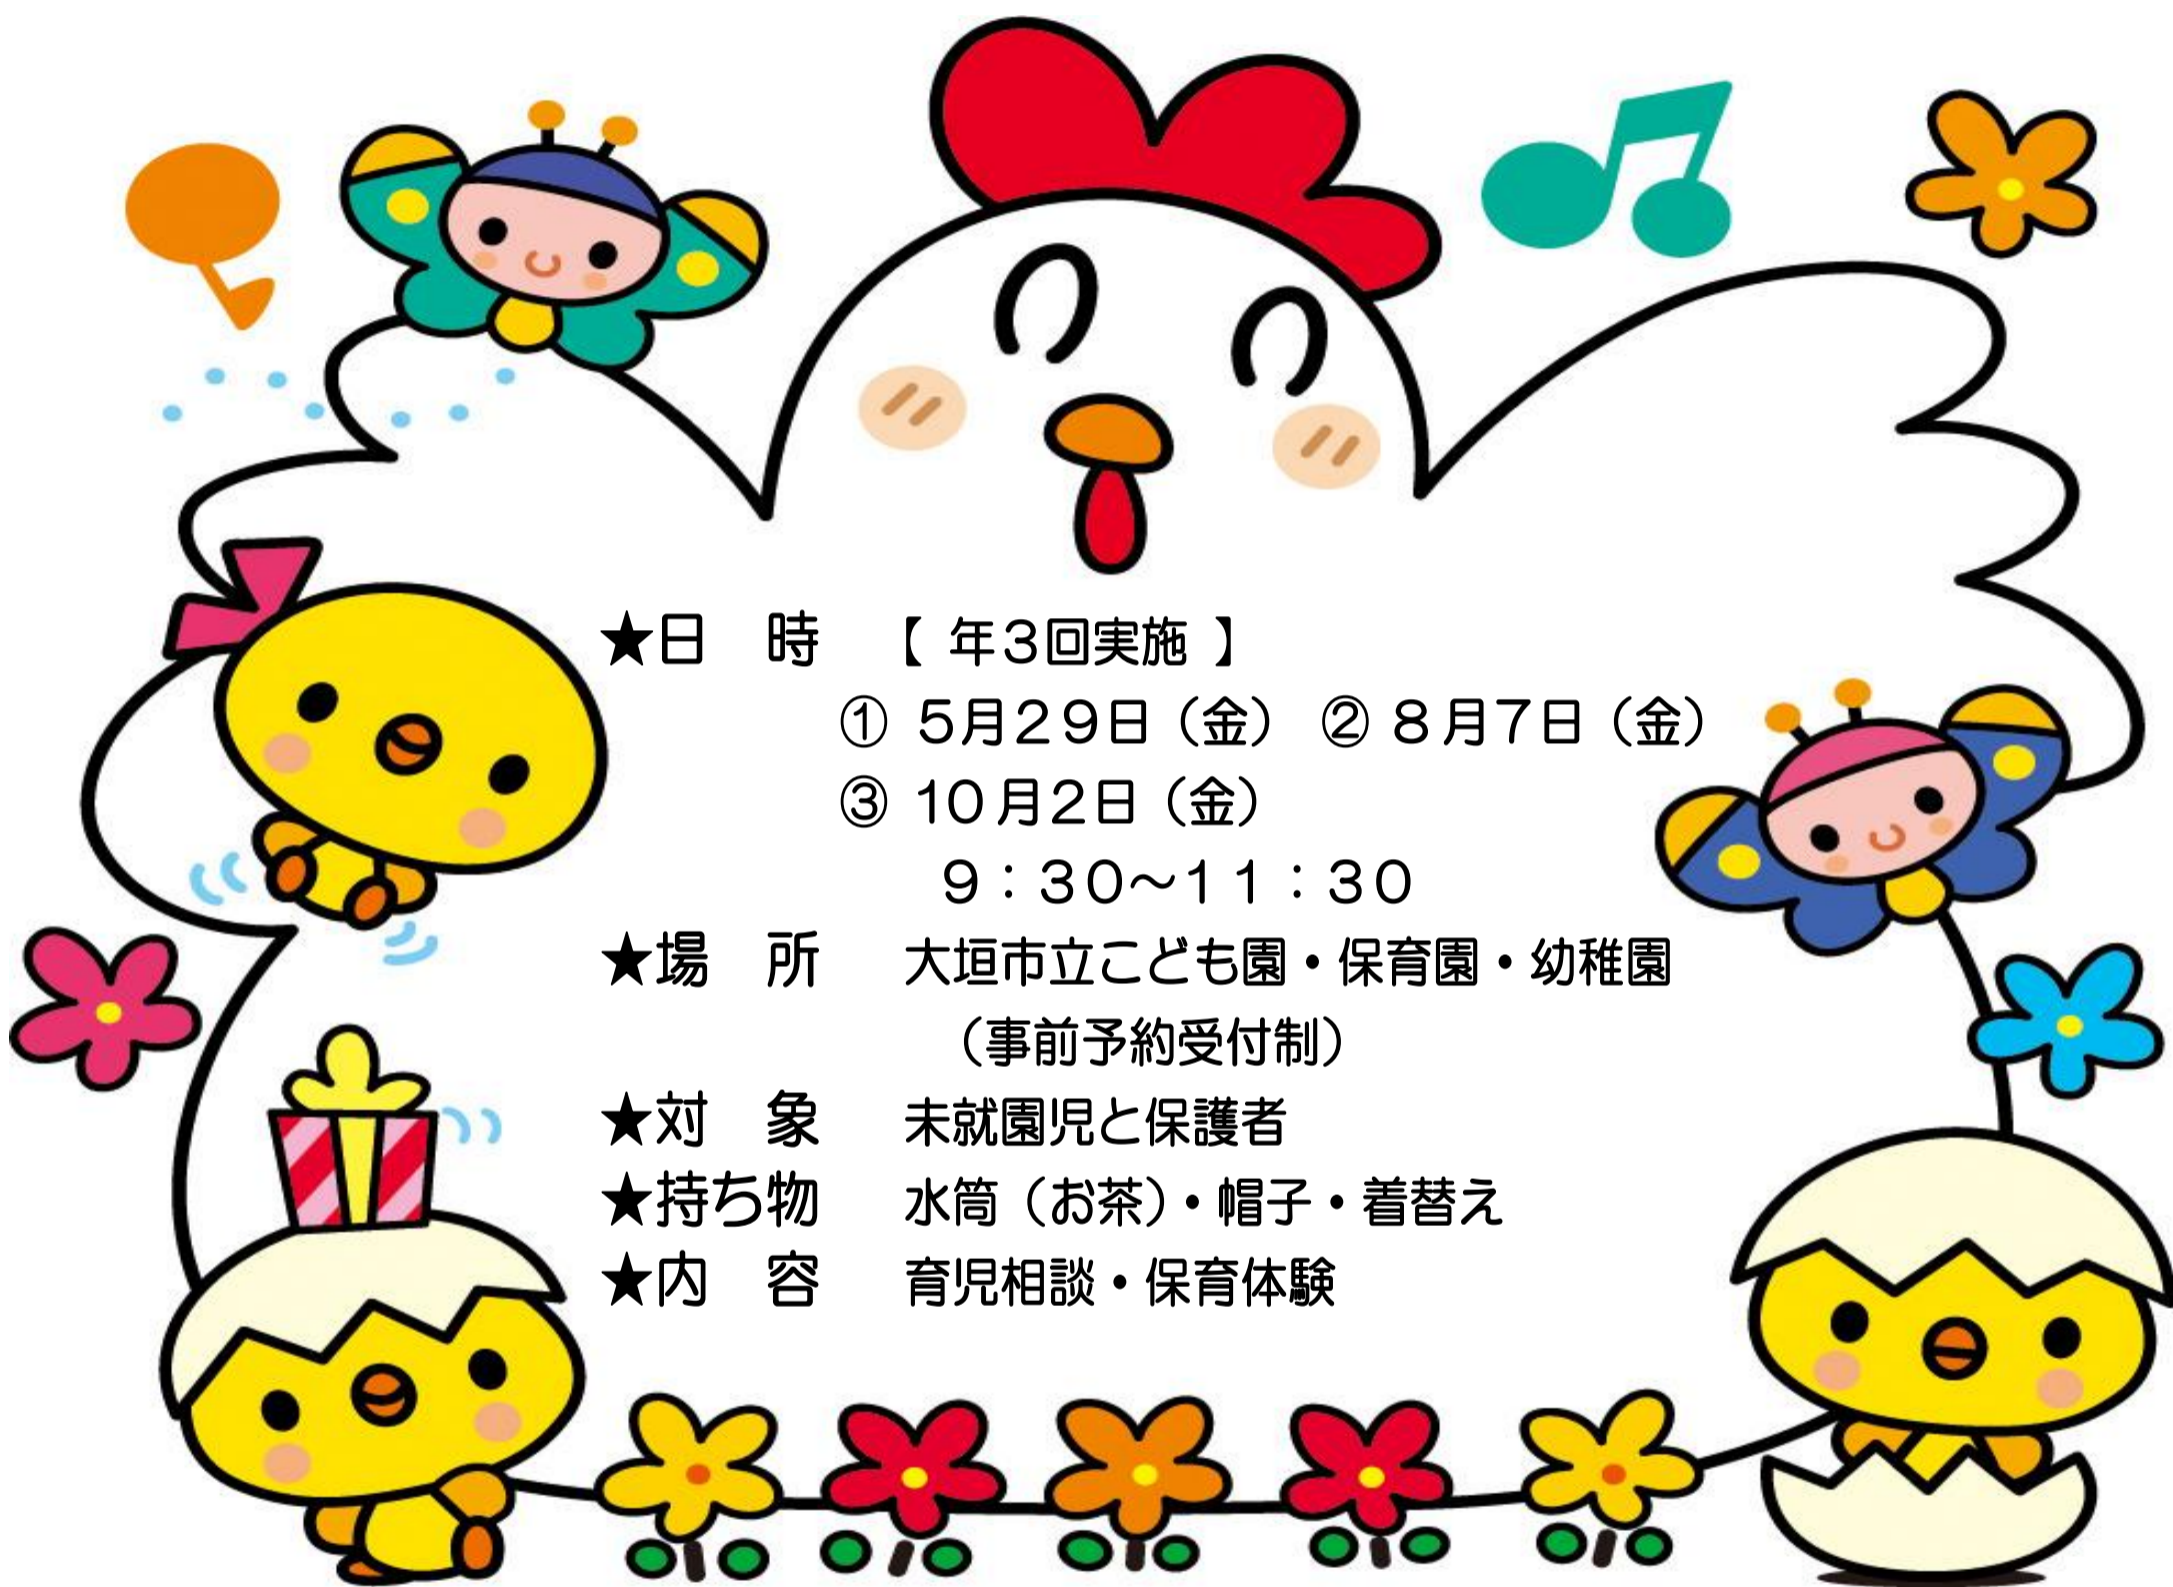 ★日　時　【 年３回実施 】
① ５月２９日（金） ② ８月７日（金）
③ 10月２日（金）
９：３０～１１：３０
★場　所　大垣市立こども園・保育園・幼稚園
（事前予約受付制）
★対　象　未就園児と保護者
★持ち物　水筒（お茶）・帽子・着替え
★内　容　育児相談・保育体験